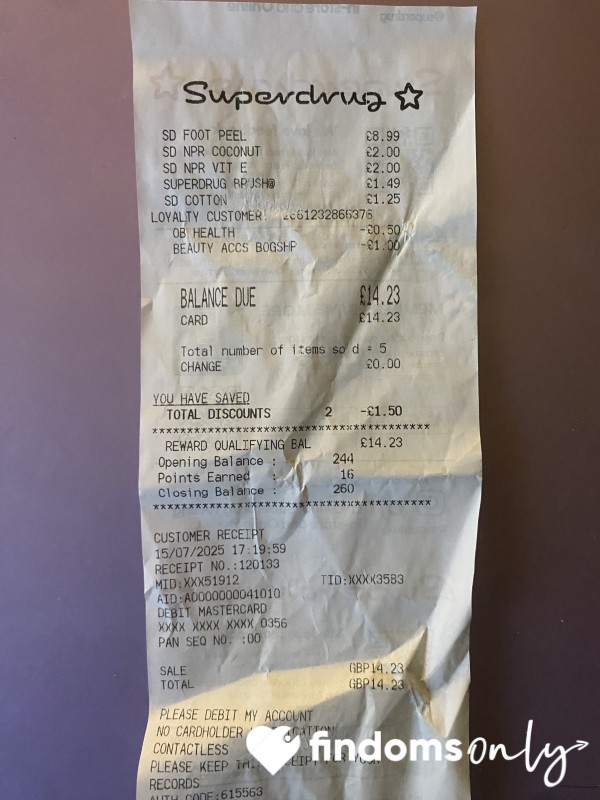 in-store and Online
@superdrug
Superdrug
SD FOOT PEEL £8.99
SD NPR COCONUT £2.00
SD NPR VIT E £2.00
SUPERDRUG BRUSH@ £1.49
SD COTTON £1.25
LOYALTY CUSTOMER: 2661232866376
OB HEALTH -£0.50
BEAUTY ACCS BOGSHP -£1.00
BALANCE DUE £14.23
CARD £14.23
Total number of items so d = 5
CHANGE £0.00
YOU HAVE SAVED
TOTAL DISCOUNTS 2 -£1.50
************************************
REWARD QUALIFYING BAL £14.23
Opening Balance : 244
Points Earned : 16
Closing Balance : 260
************************************
CUSTOMER RECEIPT
15/07/2025 17:19:59
RECEIPT NO.:120133
MID:XXX51912 TID:XXXX3583
AID:A0000000041010
DEBIT MASTERCARD
XXXX XXXX XXXX 0356
PAN SEQ NO. :00
SALE GBP14.23
TOTAL GBP14.23
PLEASE DEBIT MY ACCOUNT
NO CARDHOLDER
CONTACTLESS
findomsonly
PLEASE KEEP
RECORDS
AUTH CODE:615563